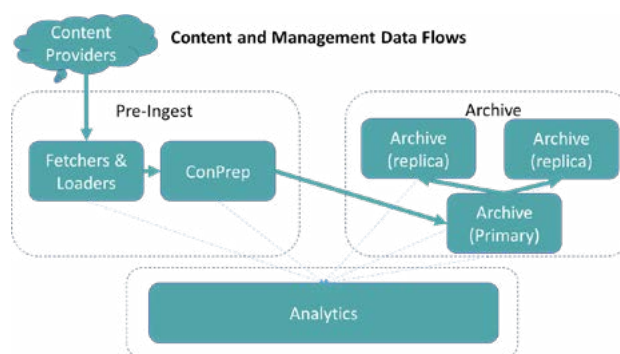 Content
Providers
Content and Management Data Flows
Pre-Ingest
Archive
Fetchers &
Loaders
ConPrep
Archive
(replica)
Archive
(replica)
Archive
(Primary)
Analytics